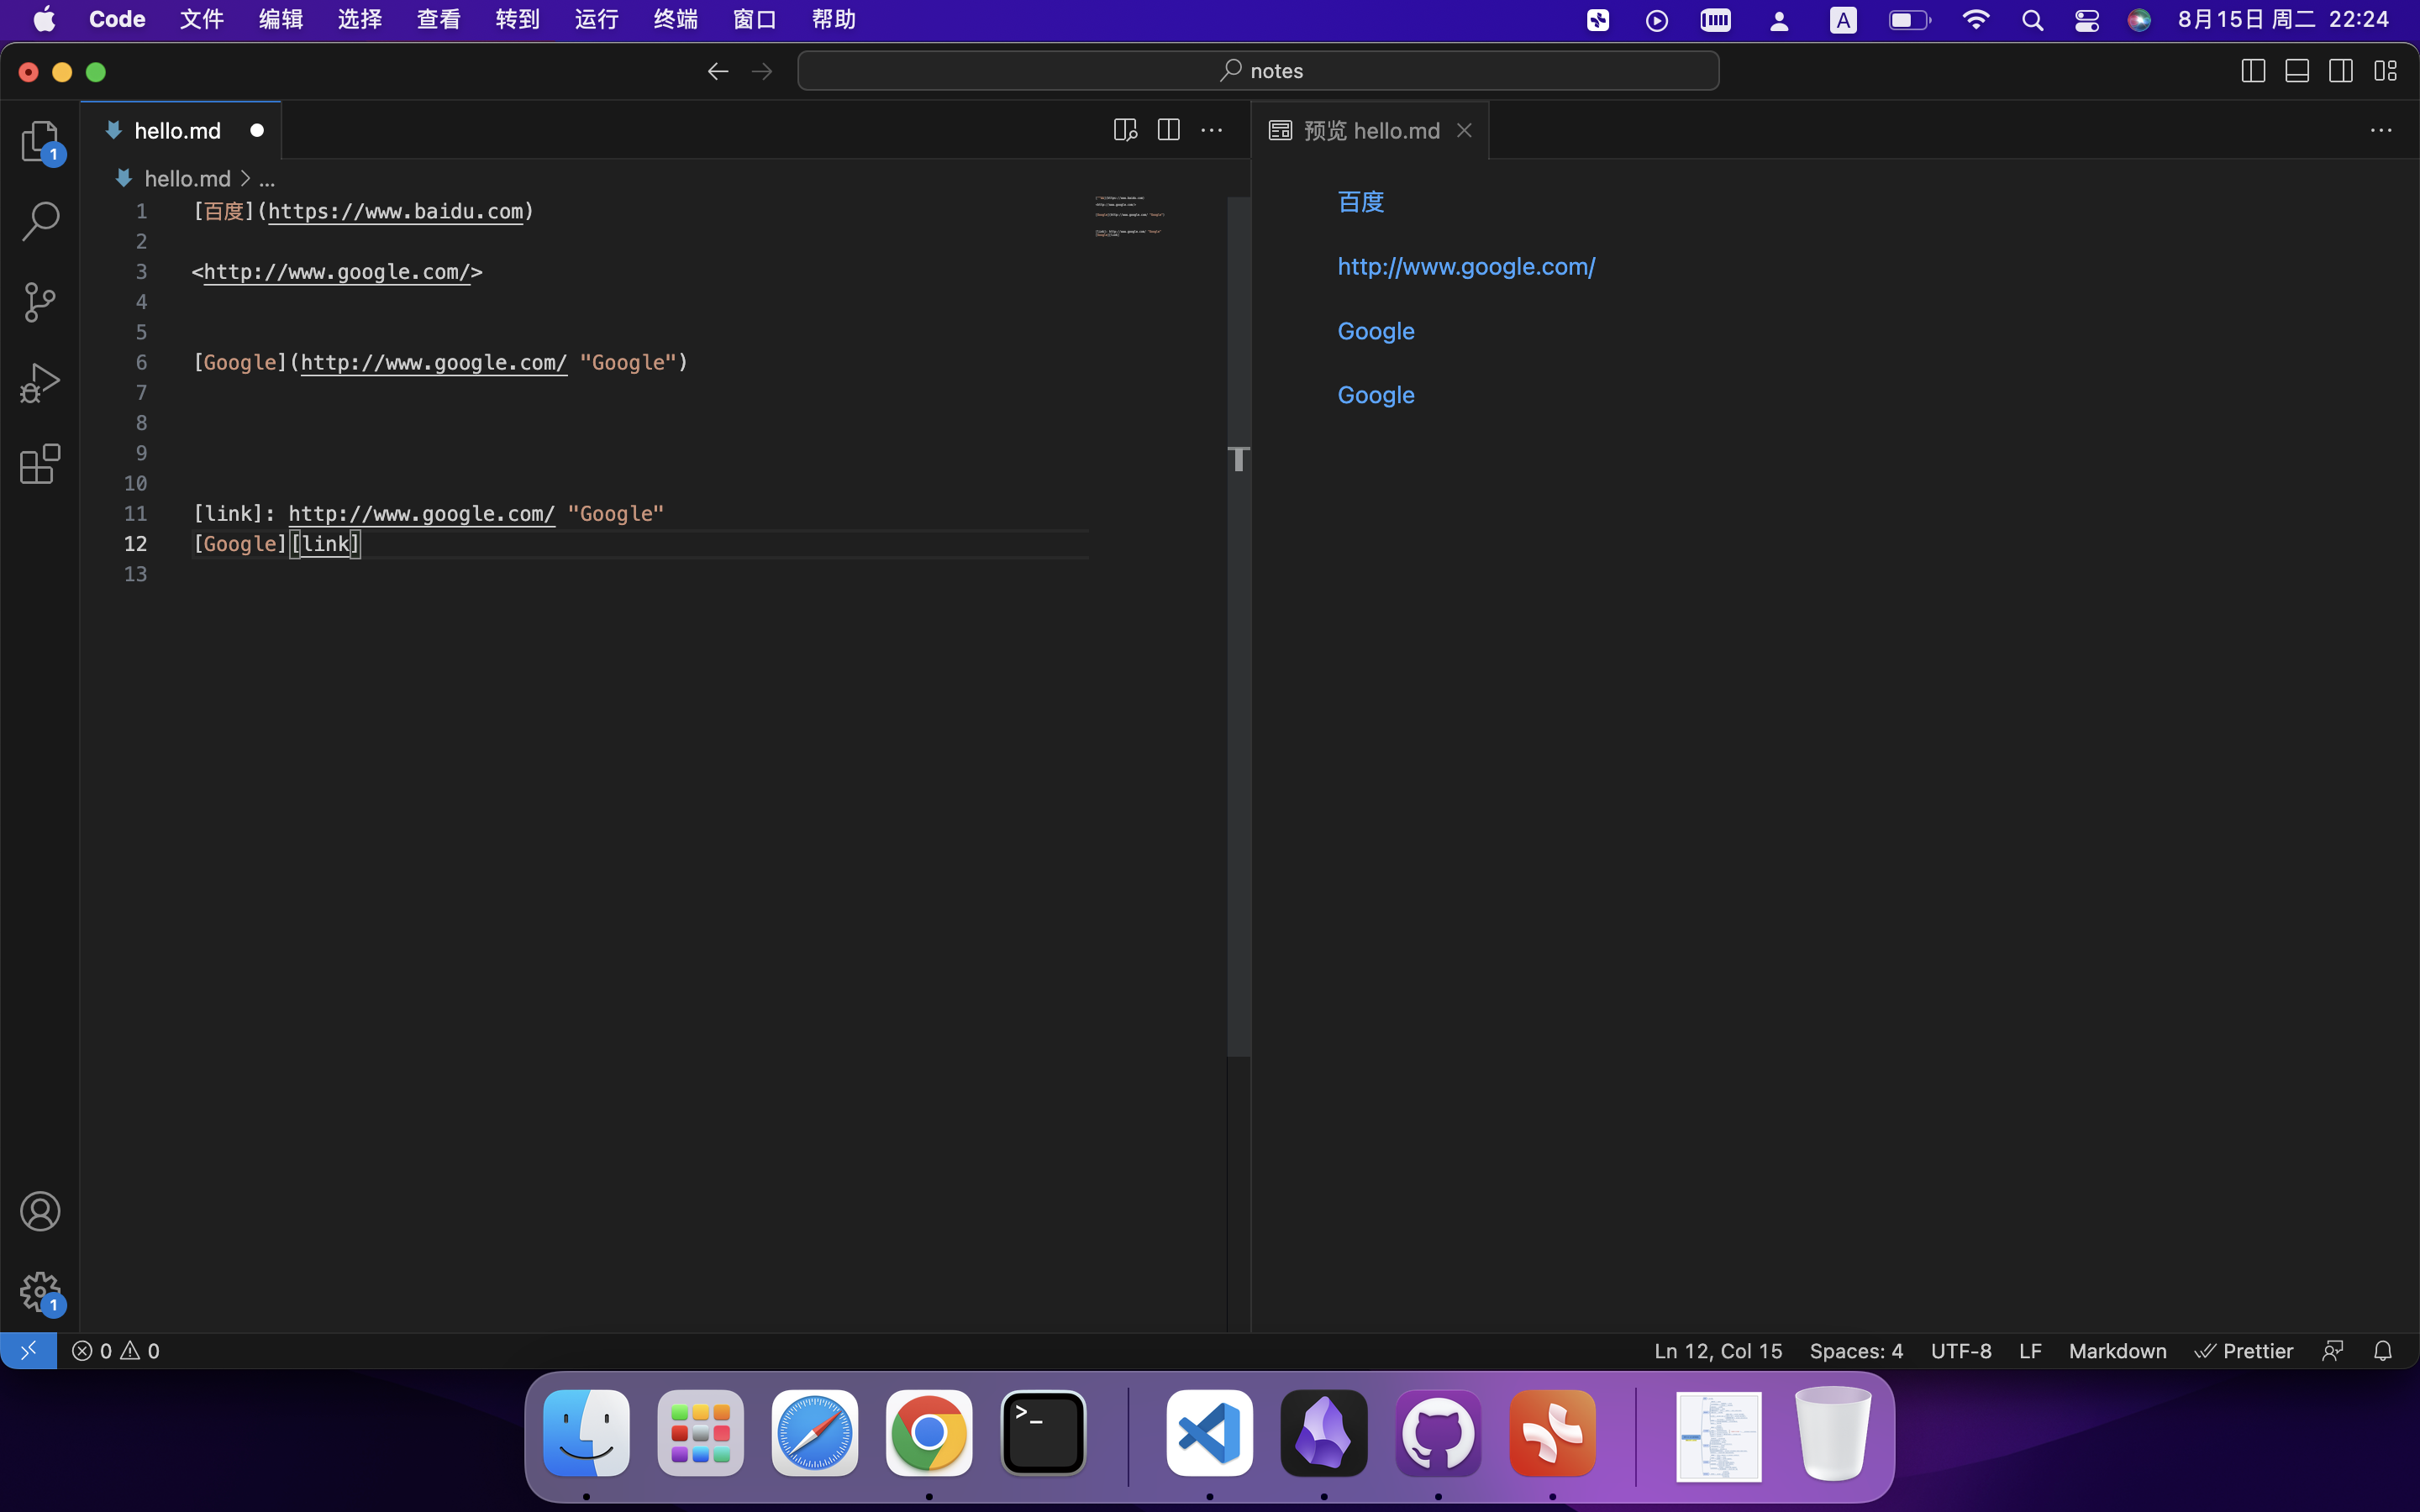 Code 文件 编辑 选择 查看 转到 运行 终端 窗口 帮助 A 8月15日 周二 22:24
notes
hello.md
预览 hello.md
1
hello.md > ...
1 [百度](https://www.baidu.com)
2
3 <http://www.google.com/>
4
5
6 [Google](http://www.google.com/ "Google")
7
8
9
10
11 [link]: http://www.google.com/ "Google"
12 [Google][link]
13
百度
http://www.google.com/
Google
Google
1
0 0 Ln 12, Col 15 Spaces: 4 UTF-8 LF Markdown Prettier
>_